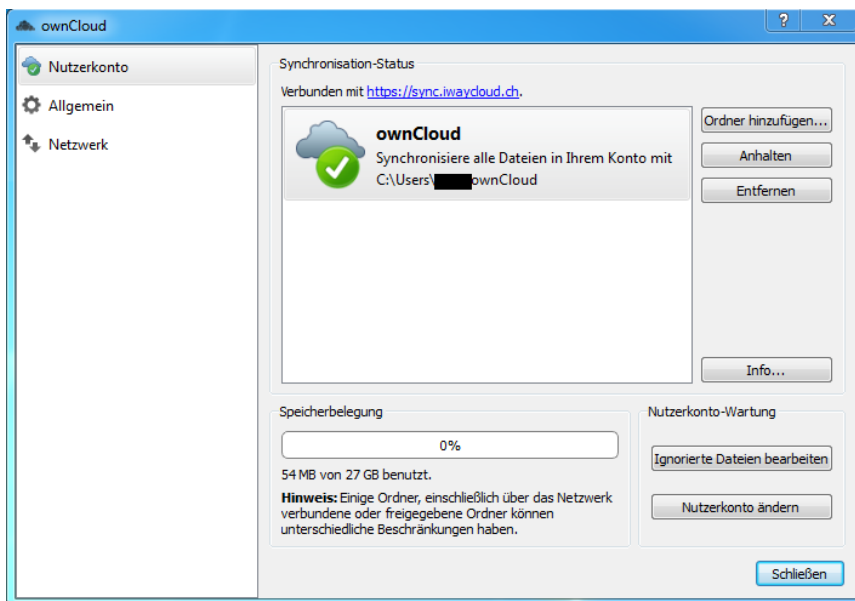 ownCloud
Nutzerkonto
Allgemein
Netzwerk
Synchronisation-Status
Verbunden mit https://sync.iwaycloud.ch.
ownCloud
Synchronisiere alle Dateien in Ihrem Konto mit
C:\Users\ ownCloud
Ordner hinzufügen...
Anhalten
Entfernen
Info...
Speicherbelegung
0%
54 MB von 27 GB benutzt.
Hinweis: Einige Ordner, einschließlich über das Netzwerk
verbundene oder freigegebene Ordner können
unterschiedliche Beschränkungen haben.
Nutzerkonto-Wartung
Ignorierte Dateien bearbeiten
Nutzerkonto ändern
Schließen